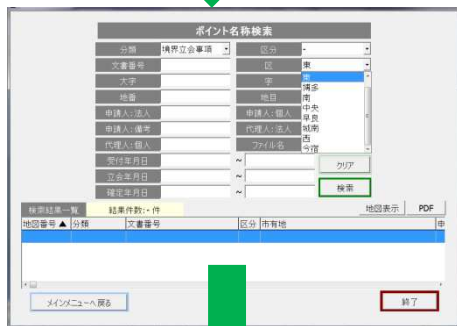 ポイント名称検索
分類 境界立会事項 区分 -
文書番号 区 東
大字 字 東
博多
地番 地目 南
中央
申請人:法人 申請人:個人 早良
申請人:備考 代理人:法人 城南
西
代理人:個人 ファイル名 今宿
受付年月日 ~ クリア
立会年月日 ~
確定年月日 ~ 検索
検索結果一覧 結果件数:- 件 地図表示 PDF
地図番号▲ 分類 文書番号 区分 市有地 申
メインメニューへ戻る 終了